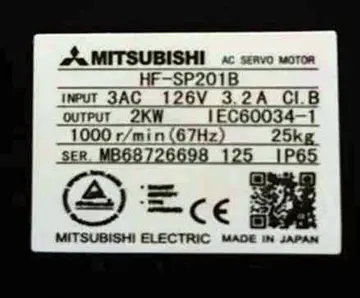 MITSUBISHI AC SERVO MOTOR
HF-SP201B
INPUT 3AC 126V 3.2A CI.B
OUTPUT 2KW IEC60034-1
1000r/min(67Hz) 25kg
SER. MB68726698 125 IP65
CE
MITSUBISHI ELECTRIC MADE IN JAPAN